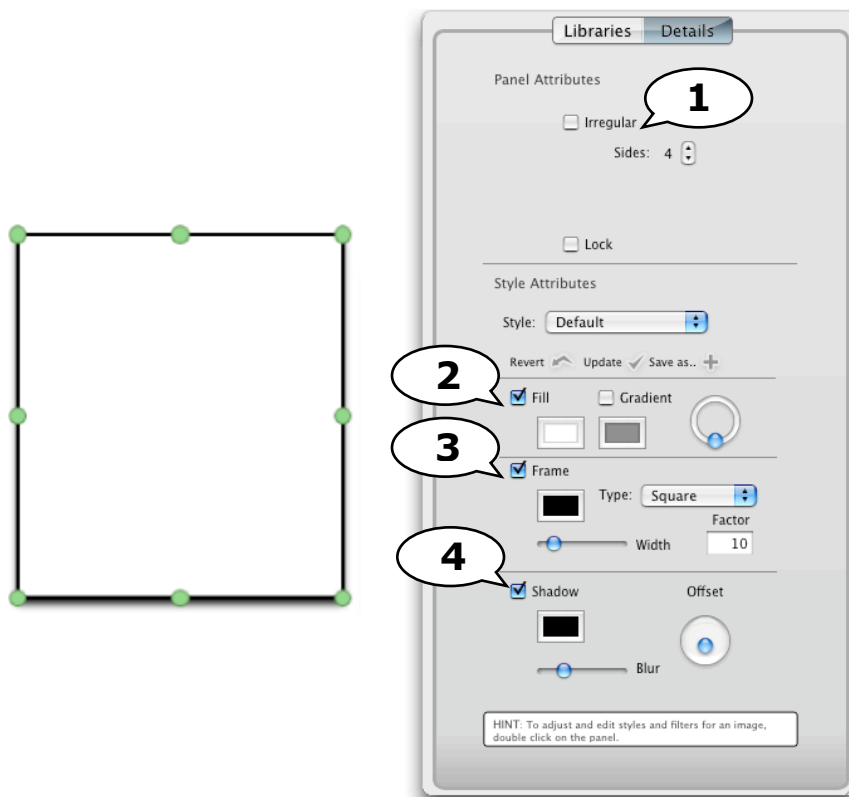 Libraries Details
Panel Attributes
1
Irregular
Sides: 4
Lock
Style Attributes
Style: Default
Revert Update Save as..
2
Fill Gradient
3
Frame
Type: Square
Factor
Width 10
4
Shadow Offset
Blur
HINT: To adjust and edit styles and filters for an image,
double click on the panel.